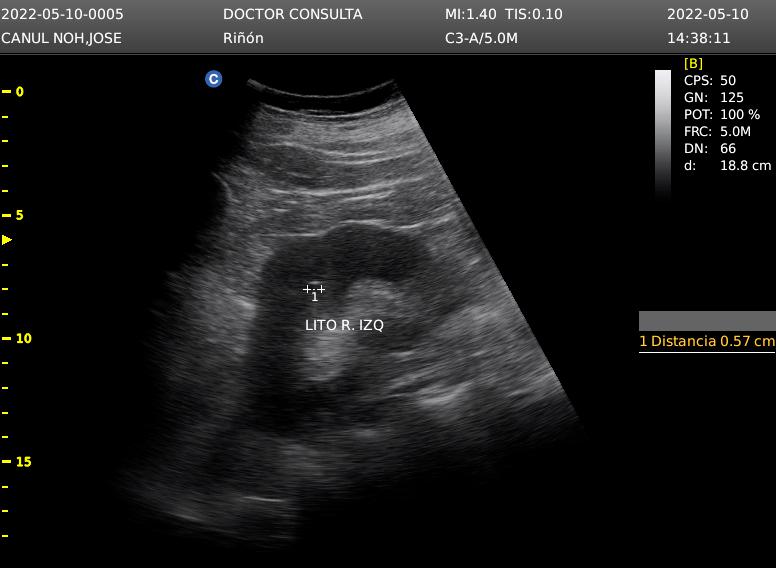 2022-05-10-0005 DOCTOR CONSULTA MI:1.40 TIS:0.10 2022-05-10
CANUL NOH,JOSE Riñón C3-A/5.0M 14:38:11
C
[B]
CPS: 50
GN: 125
POT: 100 %
FRC: 5.0M
DN: 66
d: 18.8 cm
0
5
10
15
1
LITO R. IZQ
1 Distancia 0.57 cm